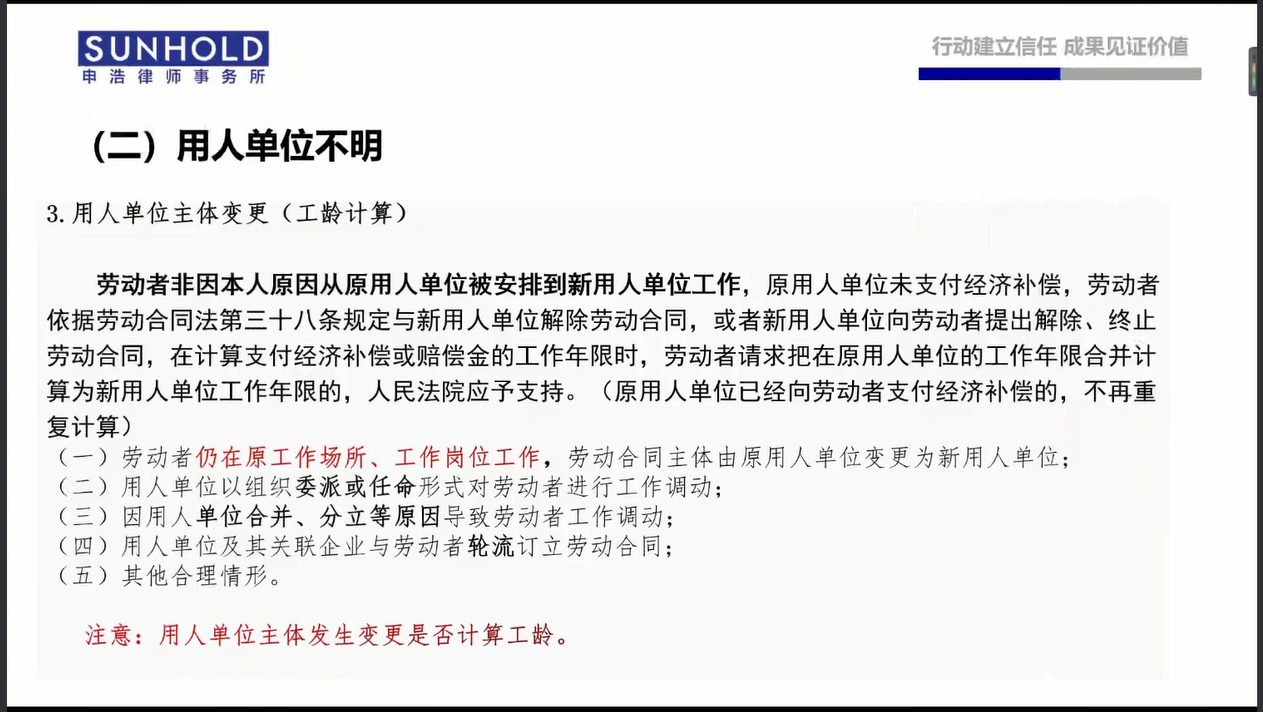 SUNHOLD
申浩律师事务所
行动建立信任 成果见证价值
（二）用人单位不明
3. 用人单位主体变更（工龄计算）
劳动者非因本人原因从原用人单位被安排到新用人单位工作，原用人单位未支付经济补偿，劳动者
依据劳动合同法第三十八条规定与新用人单位解除劳动合同，或者新用人单位向劳动者提出解除、终止
劳动合同，在计算支付经济补偿或赔偿金的工作年限时，劳动者请求把在原用人单位的工作年限合并计
算为新用人单位工作年限的，人民法院应予支持。（原用人单位已经向劳动者支付经济补偿的，不再重
复计算）
（一）劳动者仍在原工作场所、工作岗位工作，劳动合同主体由原用人单位变更为新用人单位；
（二）用人单位以组织委派或任命形式对劳动者进行工作调动；
（三）因用人单位合并、分立等原因导致劳动者工作调动；
（四）用人单位及其关联企业与劳动者轮流订立劳动合同；
（五）其他合理情形。
注意：用人单位主体发生变更是否计算工龄。